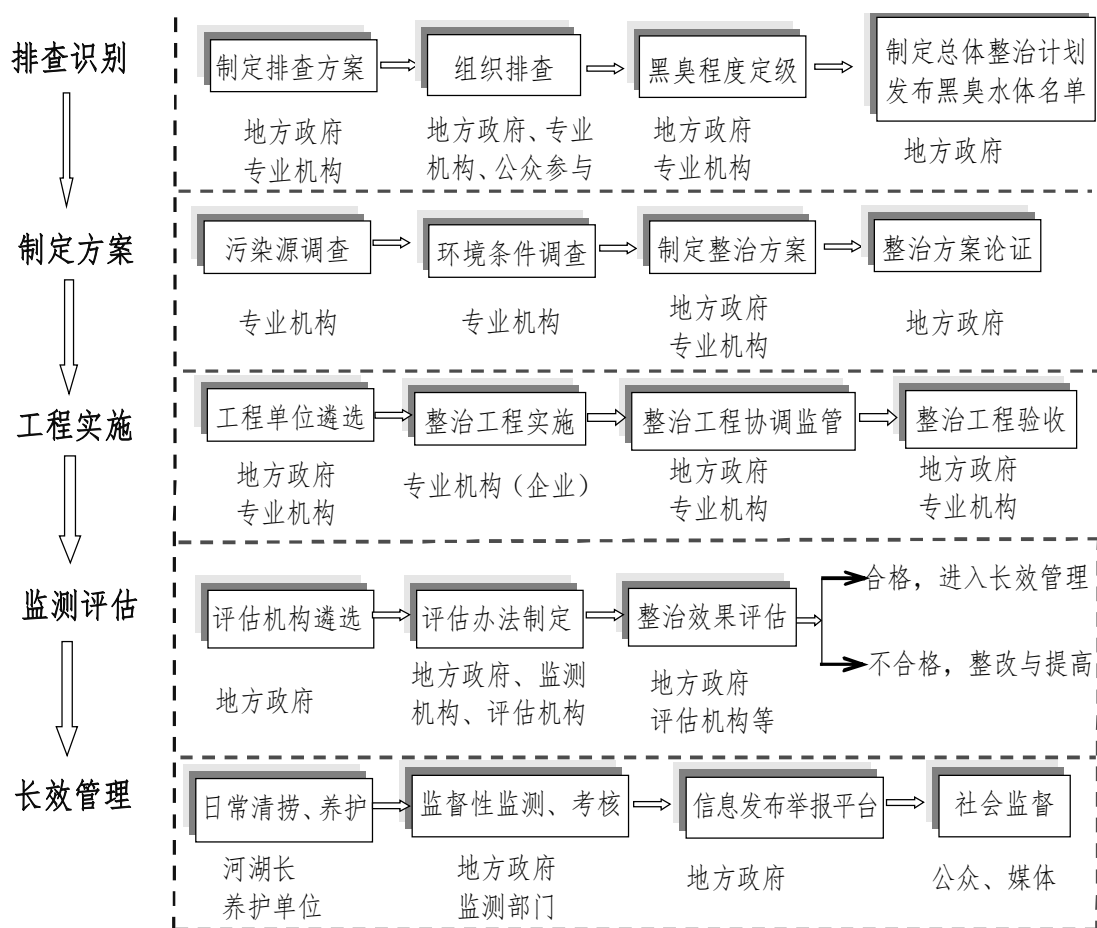 排查识别
制定排查方案
组织排查
黑臭程度定级
制定总体整治计划
发布黑臭水体名单
地方政府
专业机构
地方政府、专业
机构、公众参与
地方政府
专业机构
地方政府
制定方案
污染源调查
环境条件调查
制定整治方案
整治方案论证
专业机构
专业机构
地方政府
专业机构
地方政府
工程实施
工程单位遴选
整治工程实施
整治工程协调监管
整治工程验收
地方政府
专业机构
专业机构（企业）
地方政府
专业机构
地方政府
专业机构
监测评估
评估机构遴选
评估办法制定
整治效果评估
合格，进入长效管理
不合格，整改与提高
地方政府
地方政府、监测
机构、评估机构
地方政府
评估机构等
长效管理
日常清捞、养护
监督性监测、考核
信息发布举报平台
社会监督
河湖长
养护单位
地方政府
监测部门
地方政府
公众、媒体